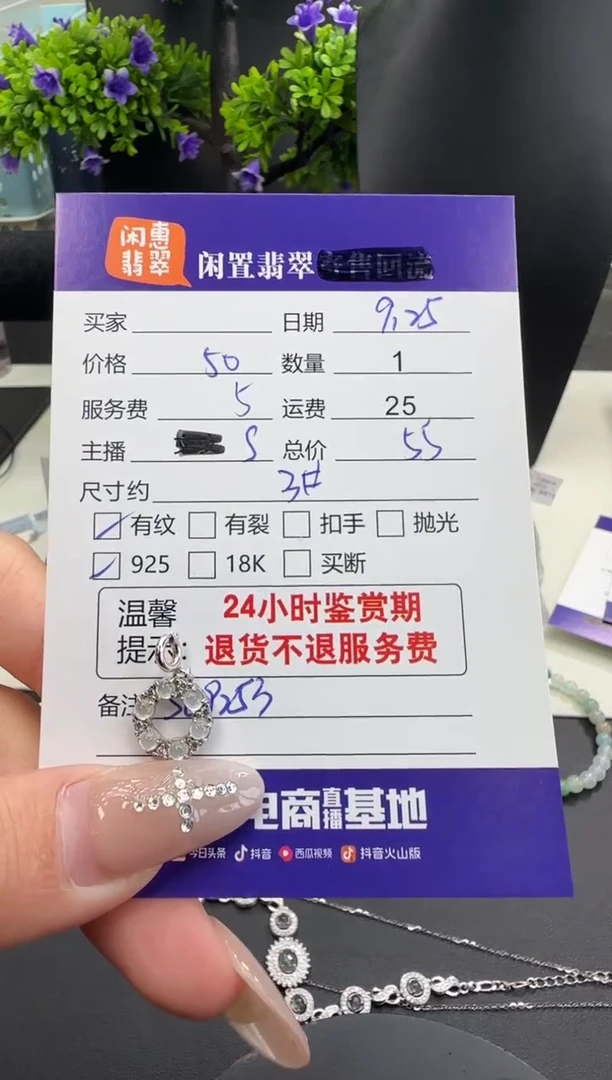 闲惠
翡翠
闲置翡翠
买家 日期 9.25
价格 50 数量 1
服务费 5 运费 25
主播 S 总价 55
尺寸约 3#
有纹 有裂 扣手 抛光
925 18K 买断
温馨 24小时鉴赏期
提示: 退货不退服务费
备注
电商直播基地
今日头条 抖音 西瓜视频 抖音火山版